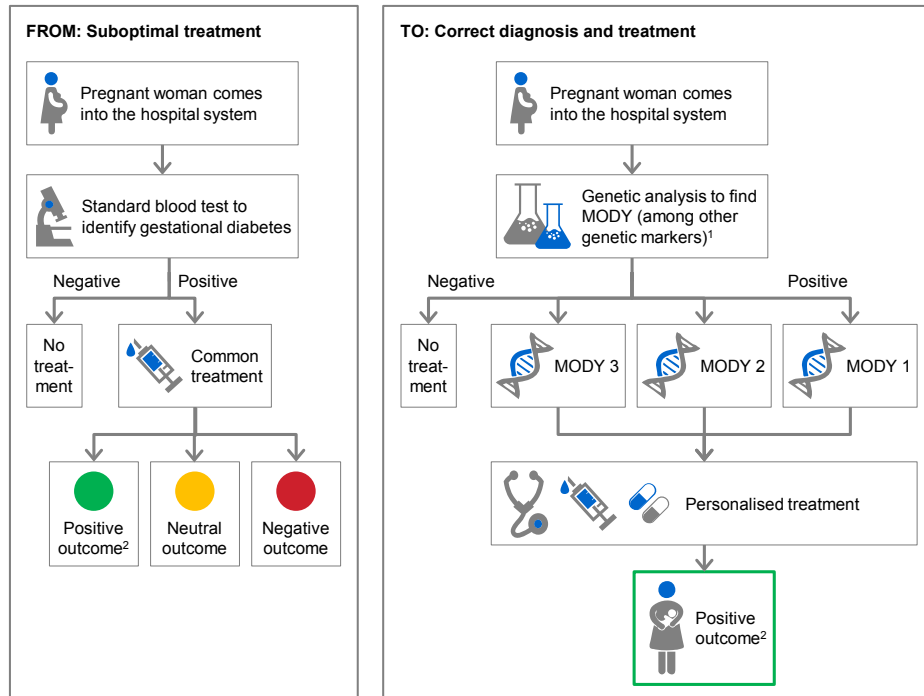 FROM: Suboptimal treatment
Pregnant woman comes
into the hospital system
Standard blood test to
identify gestational diabetes
Negative
Positive
No
treat-
ment
Common
treatment
Positive
outcome²
Neutral
outcome
Negative
outcome
TO: Correct diagnosis and treatment
Pregnant woman comes
into the hospital system
Genetic analysis to find
MODY (among other
genetic markers)¹
Negative
Positive
No
treat-
ment
MODY 3
MODY 2
MODY 1
Personalised treatment
Positive
outcome²